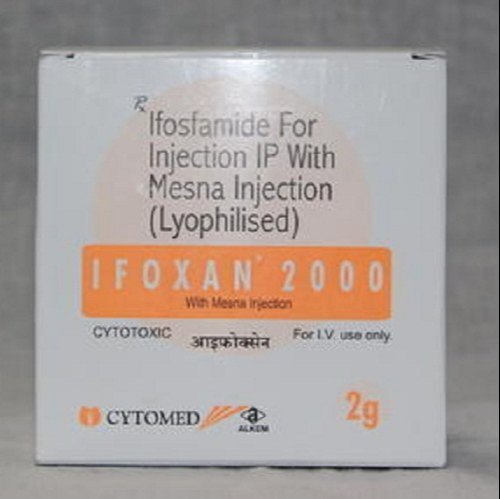 ℞
Ifosfamide For
Injection IP With
Mesna Injection
(Lyophilised)
IFOXAN® 2000
With Mesna Injection
CYTOTOXIC
आइफोक्सेन
For I.V. use only.
CYTOMED
ALKEM
2g